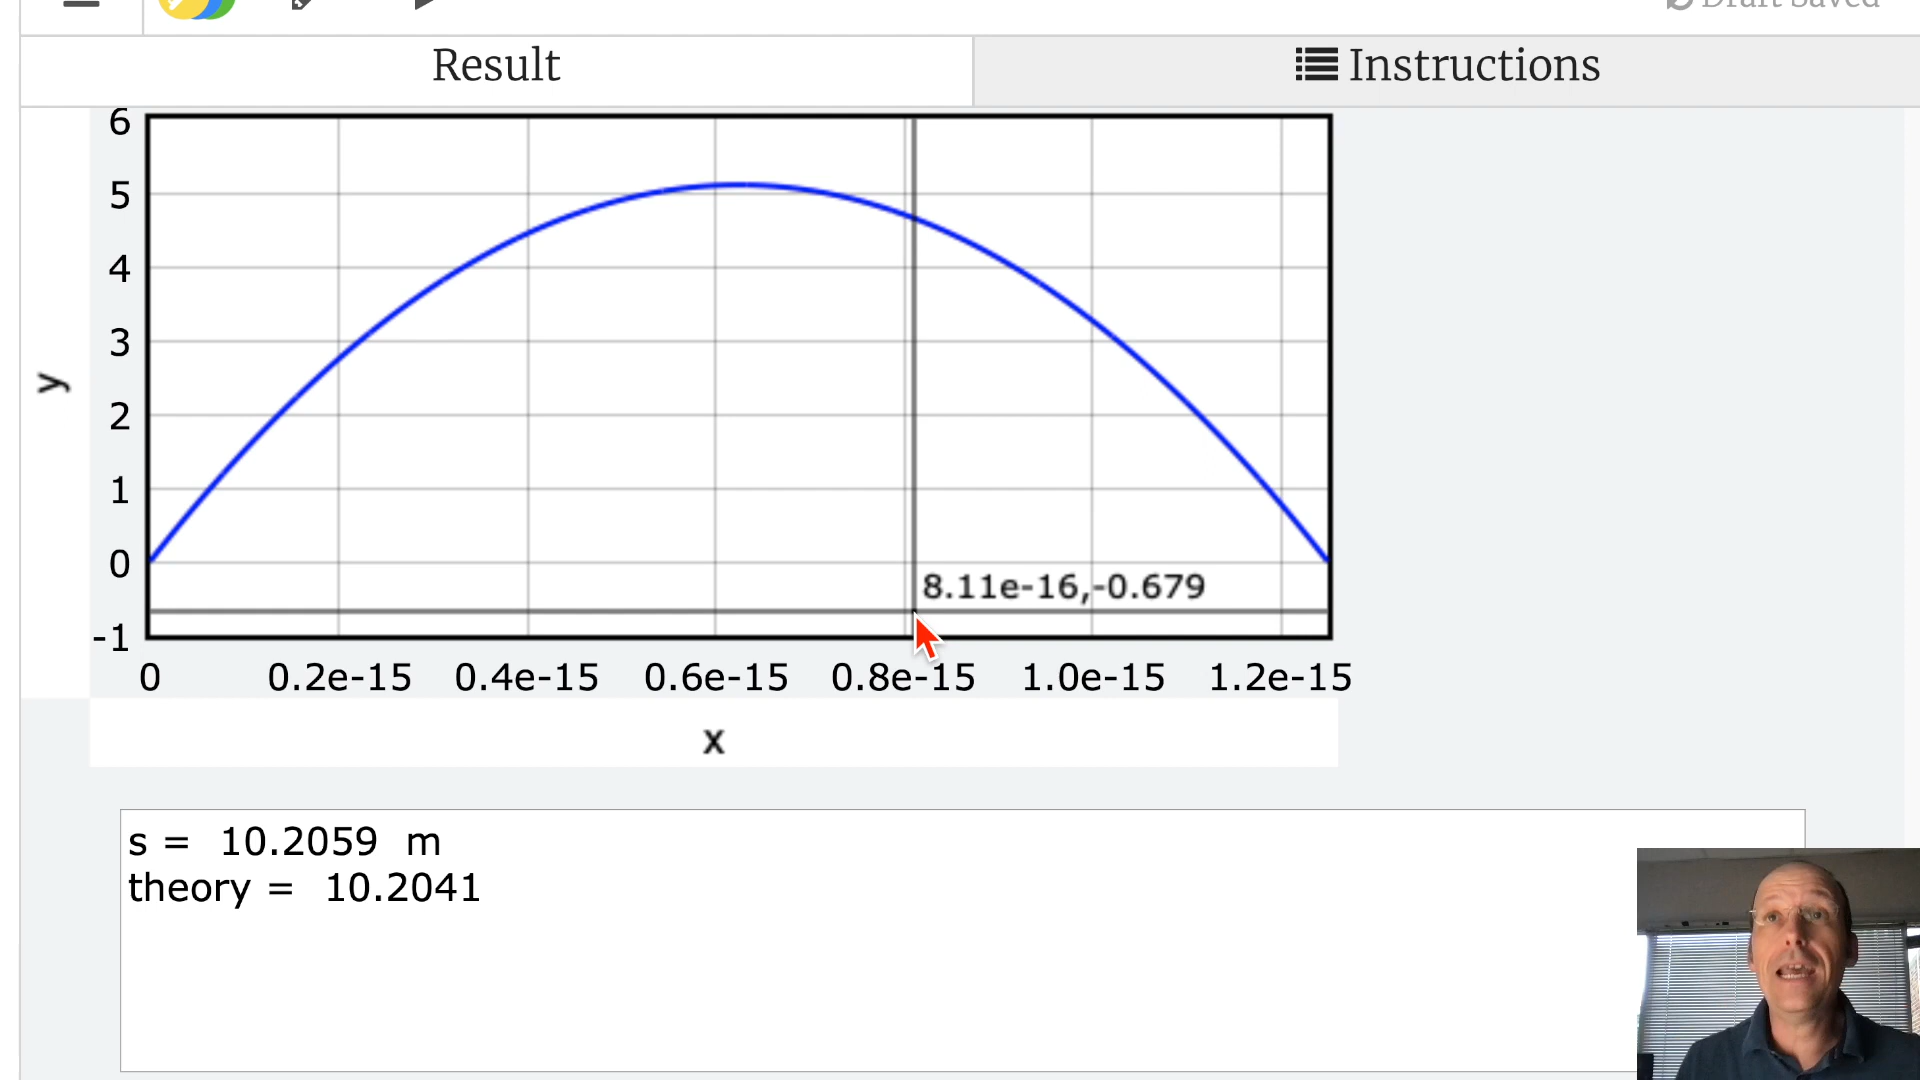 Draft Saved
Result
Instructions
6
5
4
3
2
1
0
-1
y
8.11e-16,-0.679
0 0.2e-15 0.4e-15 0.6e-15 0.8e-15 1.0e-15 1.2e-15
x
s = 10.2059 m
theory = 10.2041